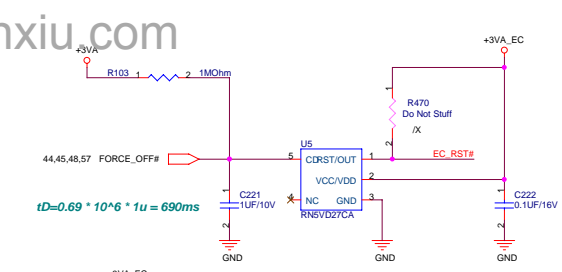 nxiu.com
+3VA
+3VA_EC
R103 1 2 1MOhm
1
R470
Do Not Stuff
/X
2
U5
44,45,48,57 FORCE_OFF# 5 CD RST/OUT 1 EC_RST#
VCC/VDD 2
4 NC GND 3
RN5VD27CA
1
C221
1UF/10V
2
1
C222
0.1UF/16V
2
tD=0.69 * 10^6 * 1u = 690ms
GND GND GND